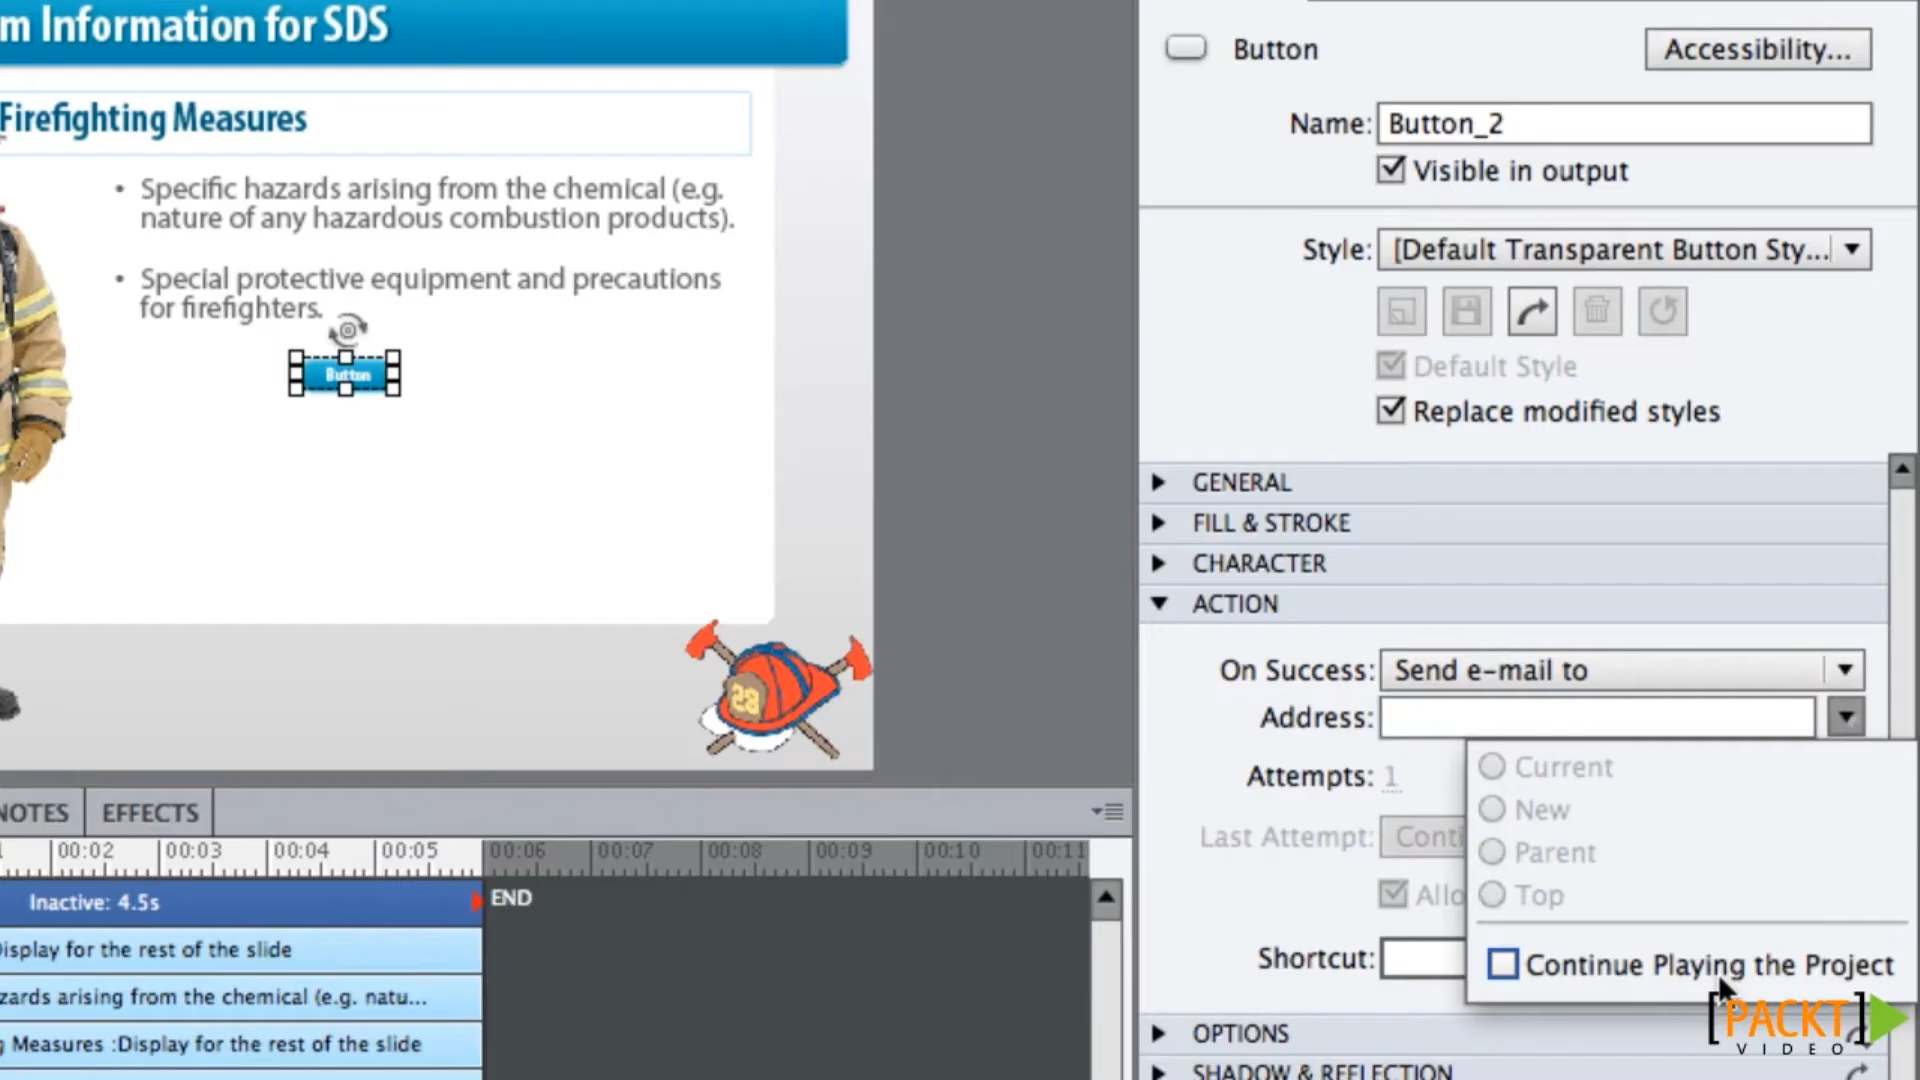 m Information for SDS
Firefighting Measures
• Specific hazards arising from the chemical (e.g.
nature of any hazardous combustion products).
• Special protective equipment and precautions
for firefighters.
Button
28
NOTES
EFFECTS
00:02 00:03 00:04 00:05 00:06 00:07 00:08 00:09 00:10 00:11
Inactive: 4.5s
END
Display for the rest of the slide
zards arising from the chemical (e.g. natu...
g Measures :Display for the rest of the slide
Button
Accessibility...
Name: Button_2
Visible in output
Style: [Default Transparent Button Sty...
Default Style
Replace modified styles
GENERAL
FILL & STROKE
CHARACTER
ACTION
On Success: Send e-mail to
Address:
Attempts: 1
Last Attempt: Conti
Allo
Shortcut:
Current
New
Parent
Top
Continue Playing the Project
OPTIONS
SHADOW & REFLECTION
[PACKT]
VIDEO